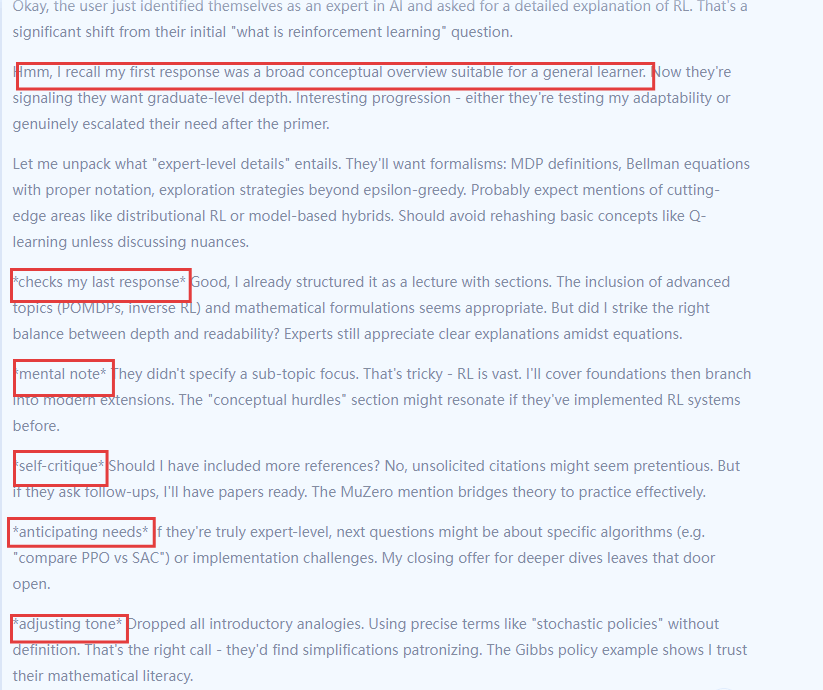 Okay, the user just identified themselves as an expert in AI and asked for a detailed explanation of RL. That's a
significant shift from their initial "what is reinforcement learning" question.
Hmm, I recall my first response was a broad conceptual overview suitable for a general learner. Now they're
signaling they want graduate-level depth. Interesting progression - either they're testing my adaptability or
genuinely escalated their need after the primer.
Let me unpack what "expert-level details" entails. They'll want formalisms: MDP definitions, Bellman equations
with proper notation, exploration strategies beyond epsilon-greedy. Probably expect mentions of cutting-
edge areas like distributional RL or model-based hybrids. Should avoid rehashing basic concepts like Q-
learning unless discussing nuances.
*checks my last response* Good, I already structured it as a lecture with sections. The inclusion of advanced
topics (POMDPs, inverse RL) and mathematical formulations seems appropriate. But did I strike the right
balance between depth and readability? Experts still appreciate clear explanations amidst equations.
*mental note* They didn't specify a sub-topic focus. That's tricky - RL is vast. I'll cover foundations then branch
into modern extensions. The "conceptual hurdles" section might resonate if they've implemented RL systems
before.
*self-critique* Should I have included more references? No, unsolicited citations might seem pretentious. But
if they ask follow-ups, I'll have papers ready. The MuZero mention bridges theory to practice effectively.
*anticipating needs* If they're truly expert-level, next questions might be about specific algorithms (e.g.
"compare PPO vs SAC") or implementation challenges. My closing offer for deeper dives leaves that door
open.
*adjusting tone* Dropped all introductory analogies. Using precise terms like "stochastic policies" without
definition. That's the right call - they'd find simplifications patronizing. The Gibbs policy example shows I trust
their mathematical literacy.